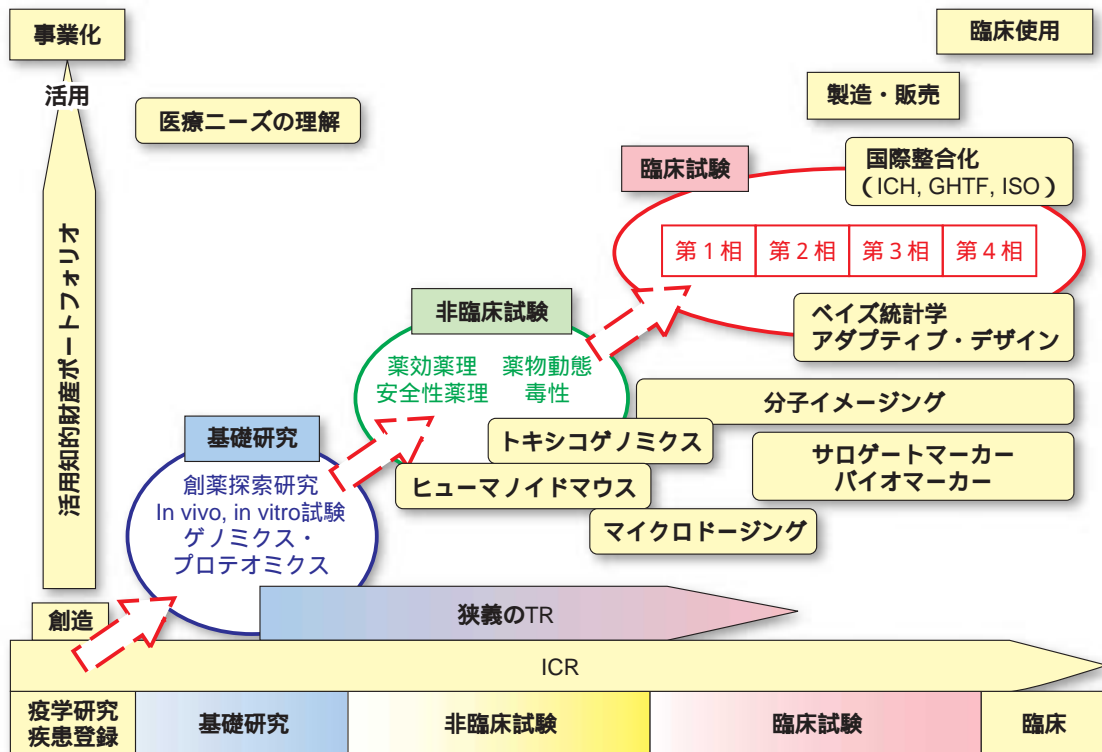 事業化
臨床使用
活用
医療ニーズの理解
製造・販売
国際整合化
（ICH, GHTF, ISO）
臨床試験
第1相
第2相
第3相
第4相
活用知的財産ポートフォリオ
非臨床試験
ベイズ統計学
アダプティブ・デザイン
薬効薬理 薬物動態
安全性薬理 毒性
分子イメージング
基礎研究
トキシコゲノミクス
サロゲートマーカー
バイオマーカー
創薬探索研究
In vivo, in vitro試験
ゲノミクス・
プロテオミクス
ヒューマノイドマウス
マイクロドージング
創造
狭義のTR
ICR
疫学研究
疾患登録
基礎研究
非臨床試験
臨床試験
臨床